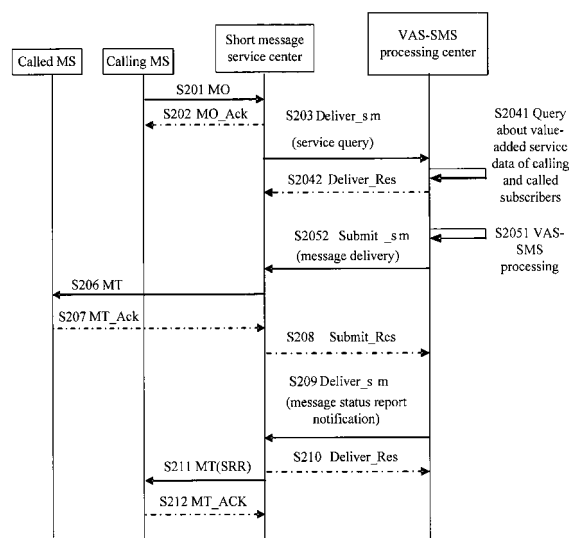 Short message
service center
VAS-SMS
processing center
Called MS
Calling MS
S201 MO
S202 MO_Ack
S203 Deliver_s m
(service query)
S2041 Query
about value-
added service
data of calling
and called
subscribers
S2042 Deliver_Res
S2051 VAS-
SMS
processing
S2052 Submit _s m
(message delivery)
S206 MT
S207 MT_Ack
S208 Submit_Res
S209 Deliver_s m
(message status report
notification)
S210 Deliver_Res
S211 MT(SRR)
S212 MT_ACK